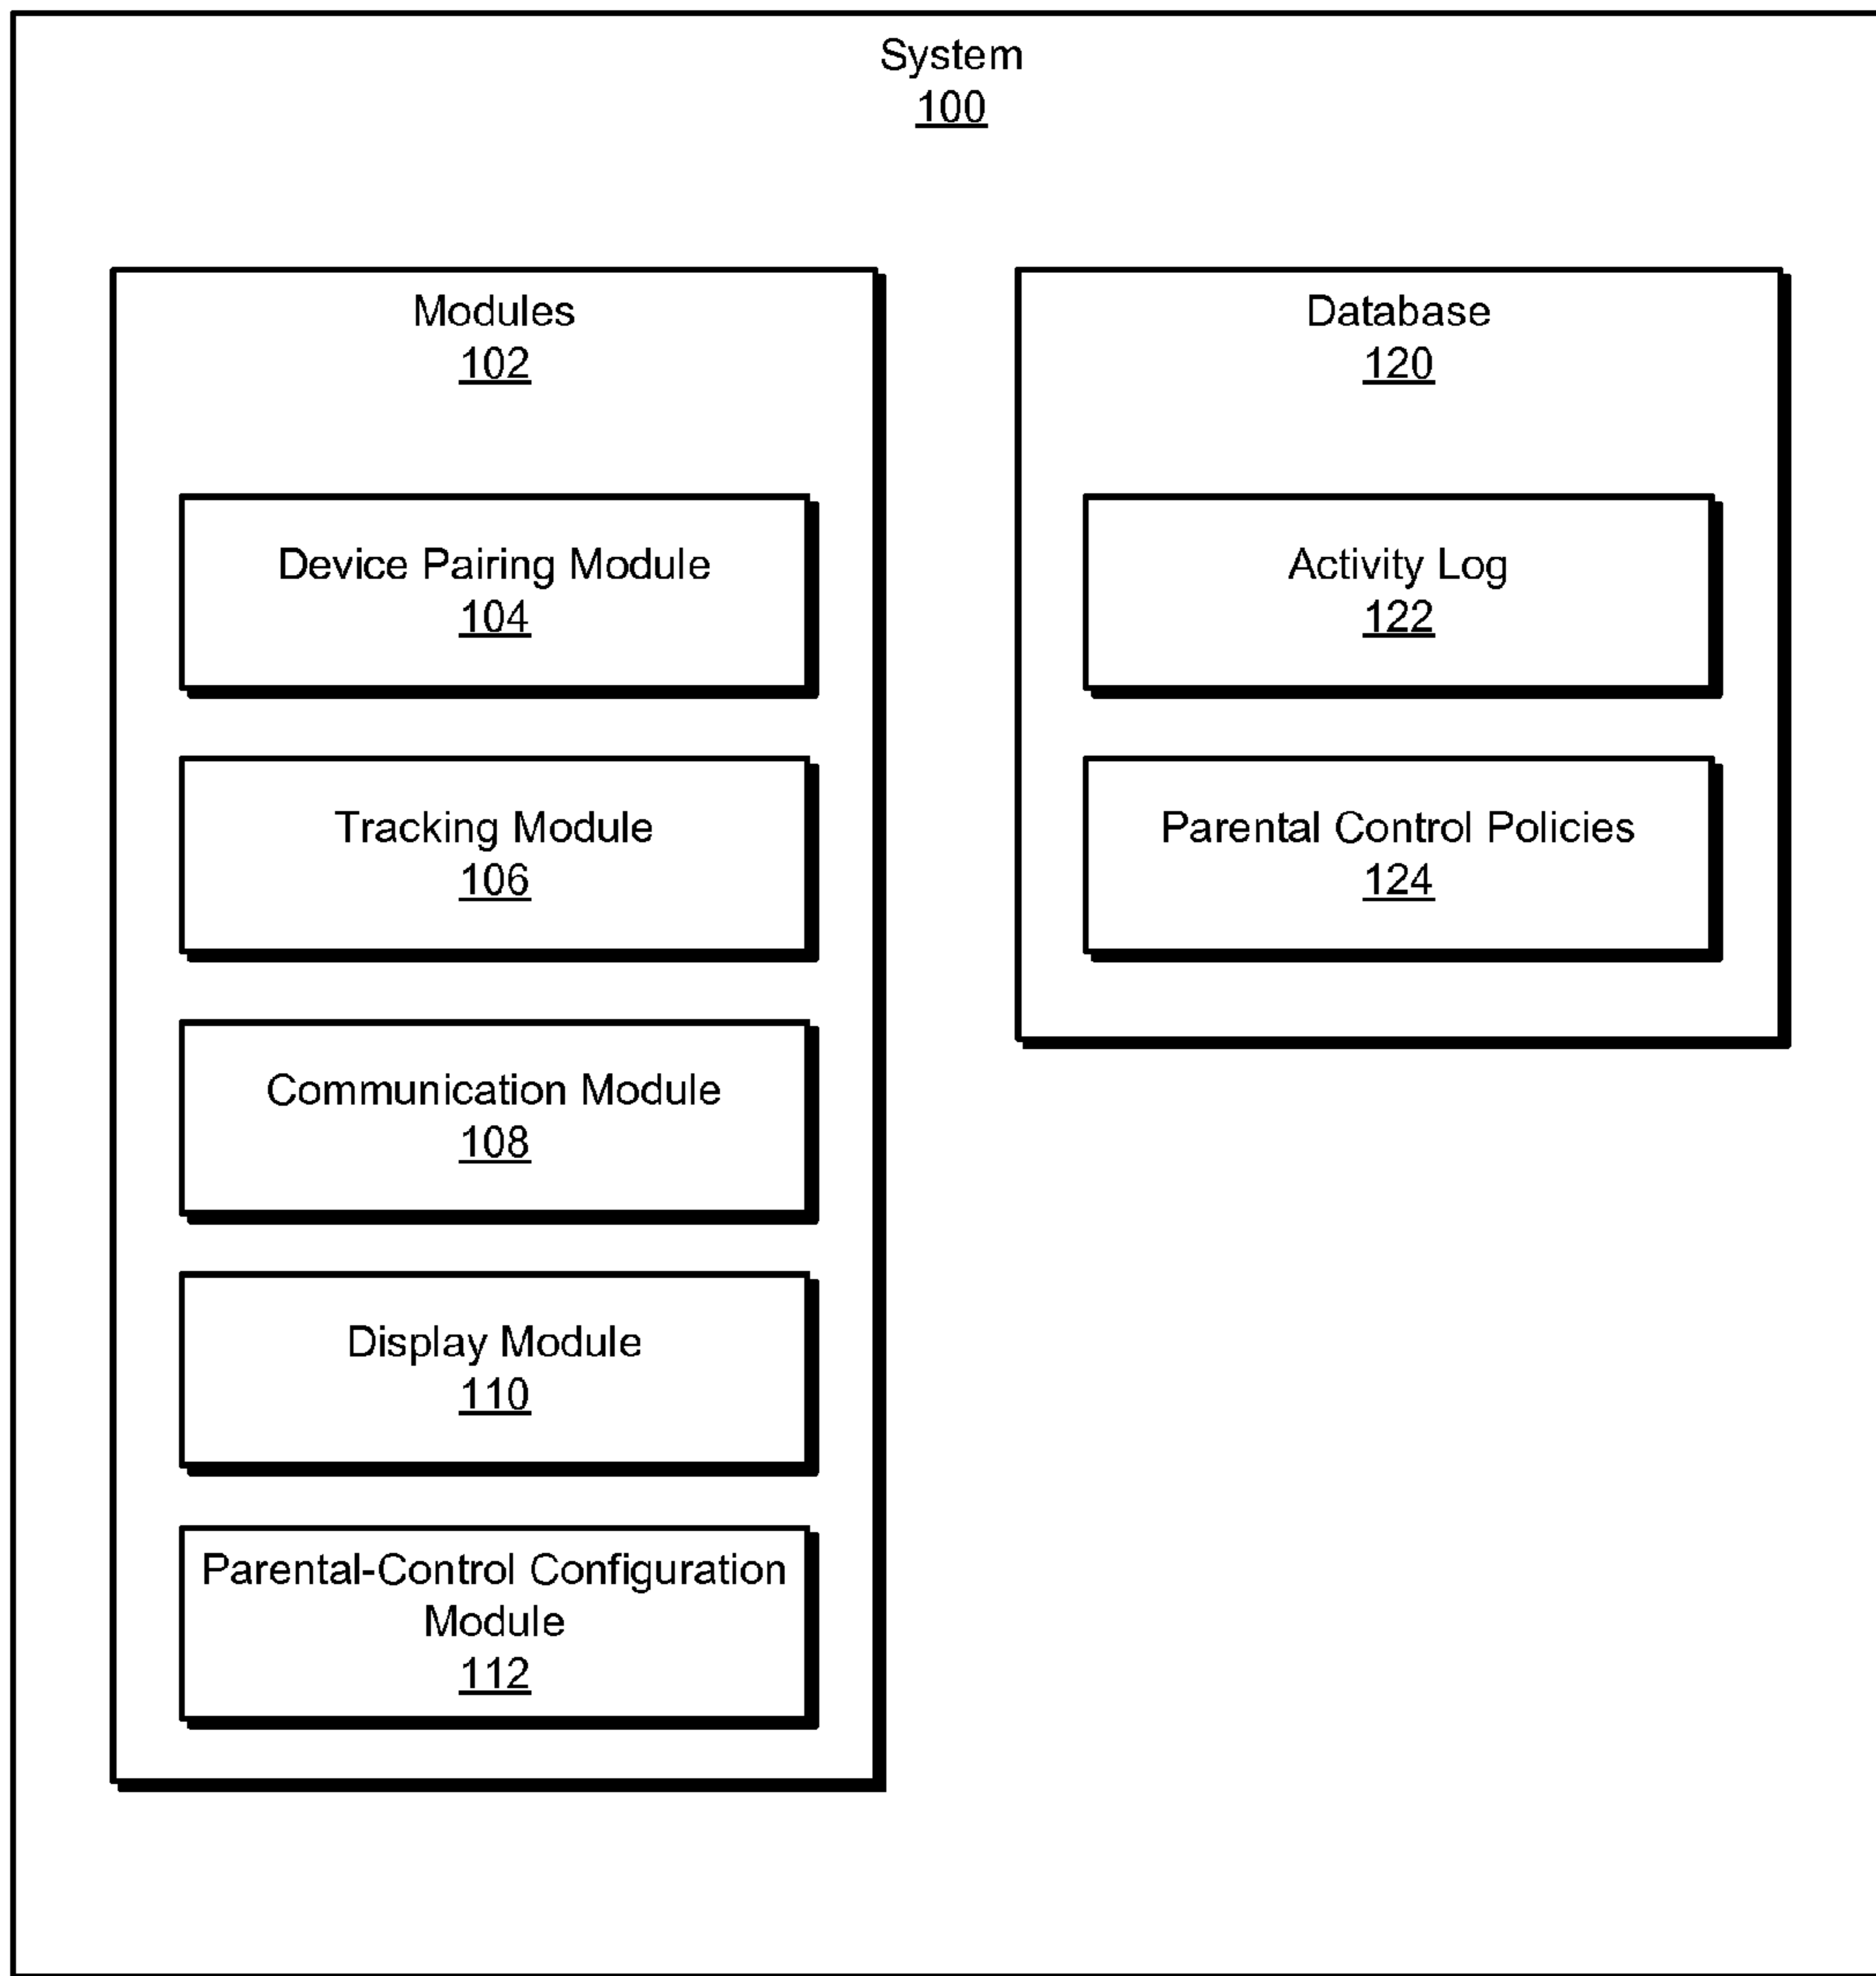 System
100
Modules
102
Device Pairing Module
104
Tracking Module
106
Communication Module
108
Display Module
110
Parental-Control Configuration
Module
112
Database
120
Activity Log
122
Parental Control Policies
124